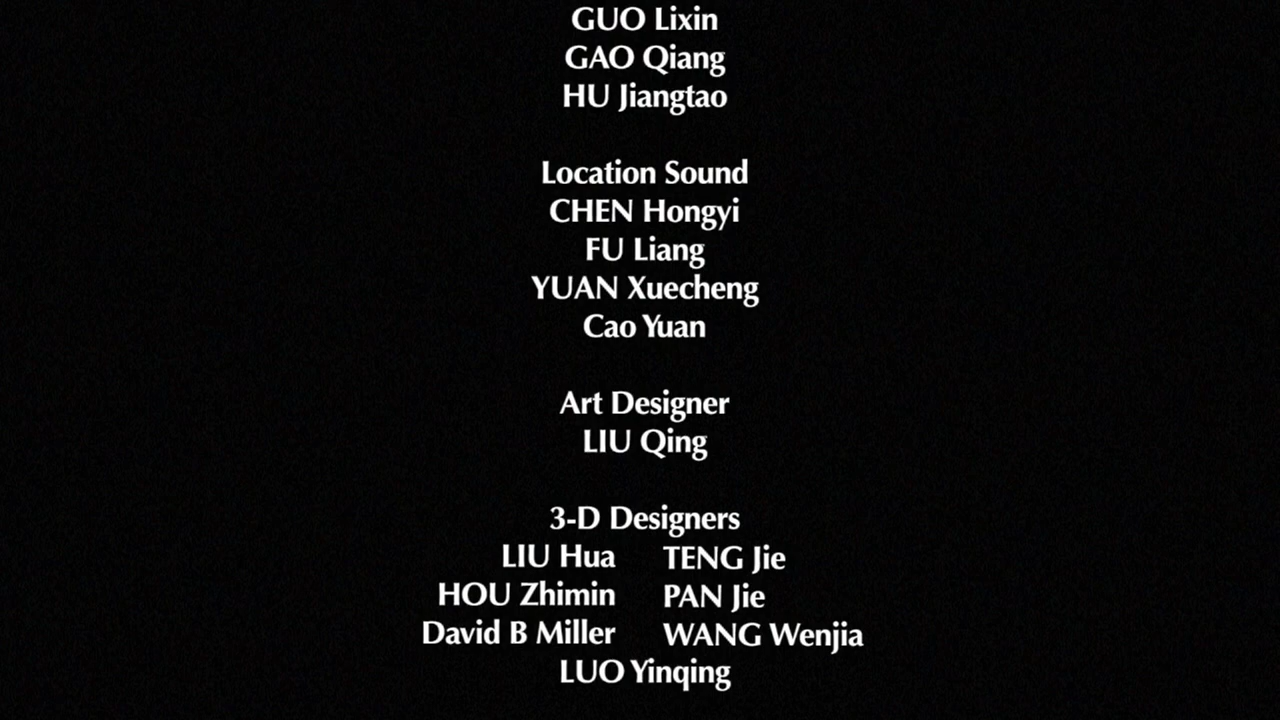 GUO Lixin
GAO Qiang
HU Jiangtao
Location Sound
CHEN Hongyi
FU Liang
YUAN Xuecheng
Cao Yuan
Art Designer
LIU Qing
3-D Designers
LIU Hua TENG Jie
HOU Zhimin PAN Jie
David B Miller WANG Wenjia
LUO Yinqing